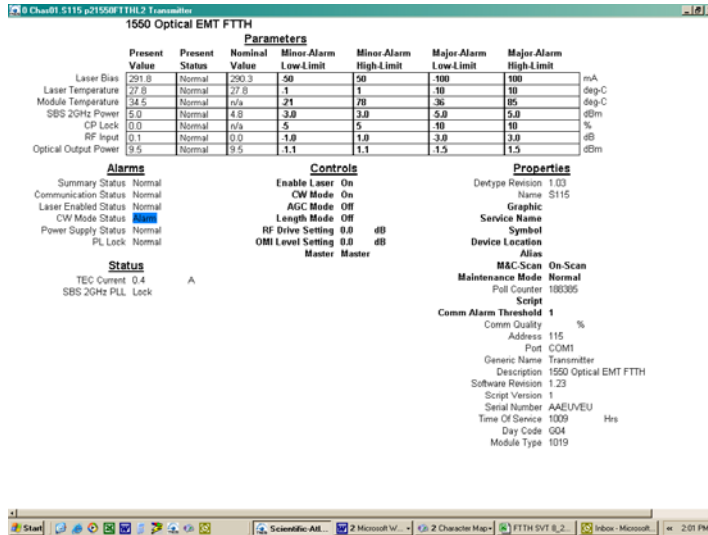 0 Chas01.S115 p21550FTTHL2 Transmitter
1550 Optical EMT FTTH
Parameters
Present Value Present Status Nominal Value Minor-Alarm Low-Limit Minor-Alarm High-Limit Major-Alarm Low-Limit Major-Alarm High-Limit
Laser Bias 291.8 Normal 290.3 -50 50 -100 100 mA
Laser Temperature 27.8 Normal 27.8 -1 1 -10 10 deg-C
Module Temperature 34.5 Normal n/a -21 78 -36 85 deg-C
SBS 2GHz Power 5.0 Normal 4.8 -3.0 3.0 -5.0 5.0 dBm
CP Lock 0.0 Normal n/a -5 5 -10 10 %
RF Input 0.1 Normal 0.0 -1.0 1.0 -3.0 3.0 dB
Optical Output Power 9.5 Normal 9.5 -1.1 1.1 -1.5 1.5 dBm
Alarms
Summary Status Normal
Communication Status Normal
Laser Enabled Status Normal
CW Mode Status Alarm
Power Supply Status Normal
PL Lock Normal
Status
TEC Current 0.4 A
SBS 2GHz PLL Lock
Controls
Enable Laser On
CW Mode On
AGC Mode Off
Length Mode Off
RF Drive Setting 0.0 dB
OMI Level Setting 0.0 dB
Master Master
Properties
Devtype Revision 1.03
Name S115
Graphic
Service Name
Symbol
Device Location
Alias
M&C-Scan On-Scan
Maintenance Mode Normal
Poll Counter 188385
Script
Comm Alarm Threshold 1
Comm Quality %
Address 115
Port COM1
Generic Name Transmitter
Description 1550 Optical EMT FTTH
Software Revision 1.23
Script Version 1
Serial Number AAEUVEU
Time Of Service 1009 Hrs
Day Code G04
Module Type 1019
Start Scientific-Atl... 2 Microsoft W... 2 Character Map FTTH SVT 8_2... Inbox - Microsoft... 2:01 PM